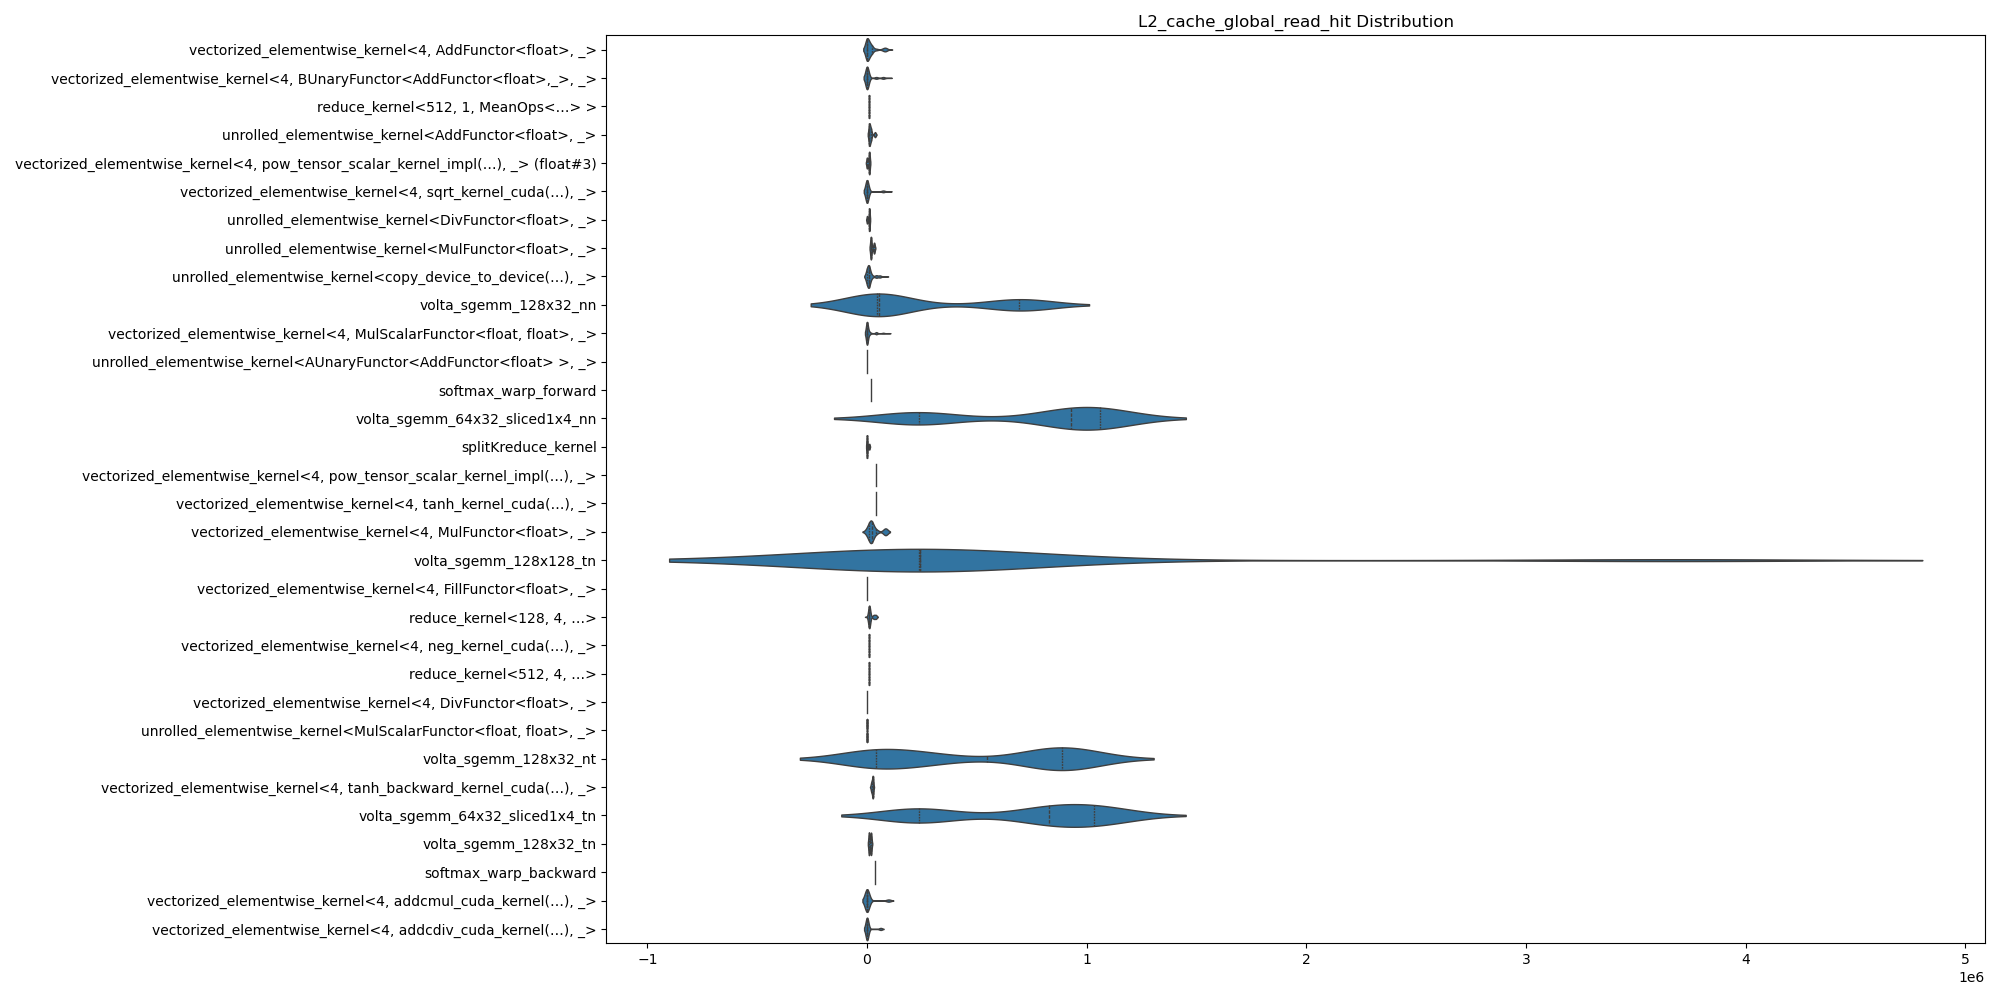 L2_cache_global_read_hit Distribution
vectorized_elementwise_kernel<4, AddFunctor<float>, _>
vectorized_elementwise_kernel<4, BUnaryFunctor<AddFunctor<float>,_>, _>
reduce_kernel<512, 1, MeanOps<...> >
unrolled_elementwise_kernel<AddFunctor<float>, _>
vectorized_elementwise_kernel<4, pow_tensor_scalar_kernel_impl(...), _> (float#3)
vectorized_elementwise_kernel<4, sqrt_kernel_cuda(...), _>
unrolled_elementwise_kernel<DivFunctor<float>, _>
unrolled_elementwise_kernel<MulFunctor<float>, _>
unrolled_elementwise_kernel<copy_device_to_device(...), _>
volta_sgemm_128x32_nn
vectorized_elementwise_kernel<4, MulScalarFunctor<float, float>, _>
unrolled_elementwise_kernel<AUnaryFunctor<AddFunctor<float> >, _>
softmax_warp_forward
volta_sgemm_64x32_sliced1x4_nn
splitKreduce_kernel
vectorized_elementwise_kernel<4, pow_tensor_scalar_kernel_impl(...), _>
vectorized_elementwise_kernel<4, tanh_kernel_cuda(...), _>
vectorized_elementwise_kernel<4, MulFunctor<float>, _>
volta_sgemm_128x128_tn
vectorized_elementwise_kernel<4, FillFunctor<float>, _>
reduce_kernel<128, 4, ...>
vectorized_elementwise_kernel<4, neg_kernel_cuda(...), _>
reduce_kernel<512, 4, ...>
vectorized_elementwise_kernel<4, DivFunctor<float>, _>
unrolled_elementwise_kernel<MulScalarFunctor<float, float>, _>
volta_sgemm_128x32_nt
vectorized_elementwise_kernel<4, tanh_backward_kernel_cuda(...), _>
volta_sgemm_64x32_sliced1x4_tn
volta_sgemm_128x32_tn
softmax_warp_backward
vectorized_elementwise_kernel<4, addcmul_cuda_kernel(...), _>
vectorized_elementwise_kernel<4, addcdiv_cuda_kernel(...), _>
−1 0 1 2 3 4 5
1e6